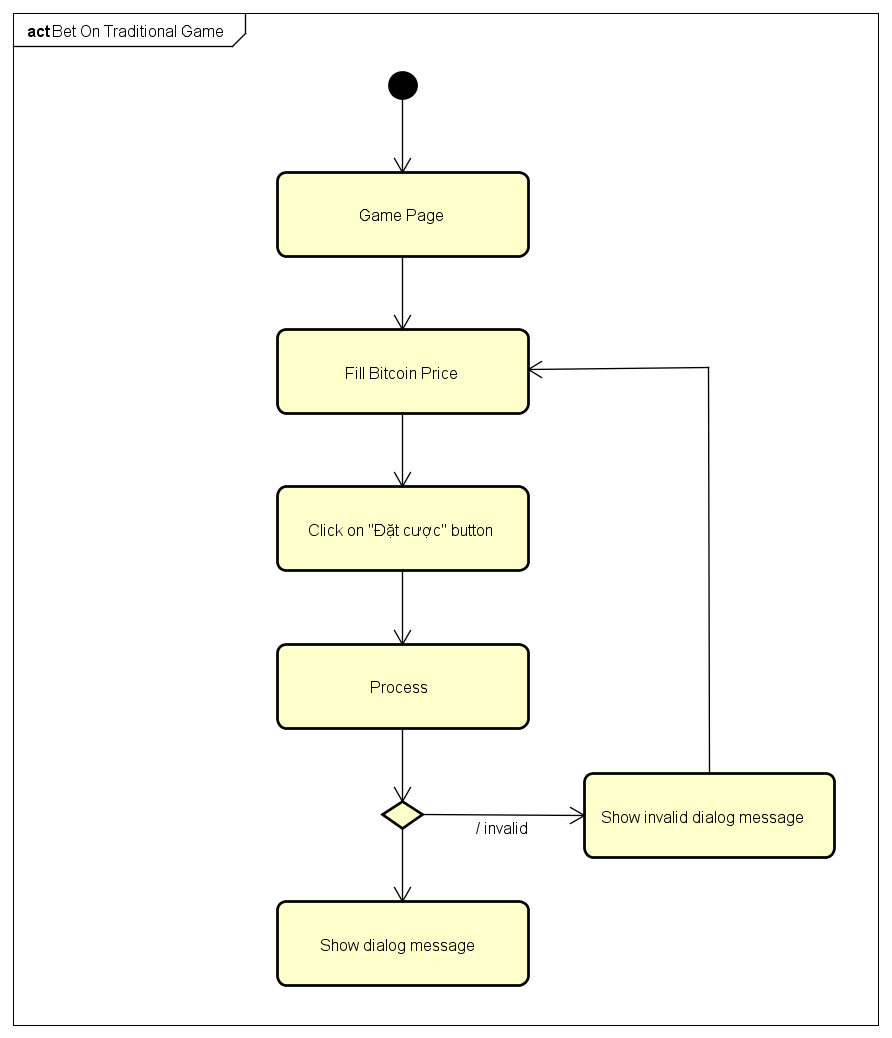 act Bet On Traditional Game
Game Page
Fill Bitcoin Price
Click on "Đặt cược" button
Process
/ invalid
Show invalid dialog message
Show dialog message